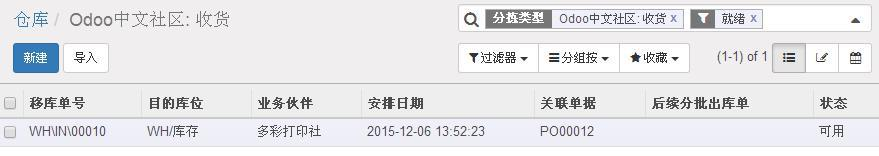 仓库 / Odoo中文社区: 收货
分拣类型 Odoo中文社区: 收货 x 就绪 x
新建 导入 过滤器 分组按 收藏 (1-1) of 1
移库单号 目的库位 业务伙伴 安排日期 关联单据 后续分批出库单 状态
WH\IN\00010 WH/库存 多彩打印社 2015-12-06 13:52:23 PO00012 可用